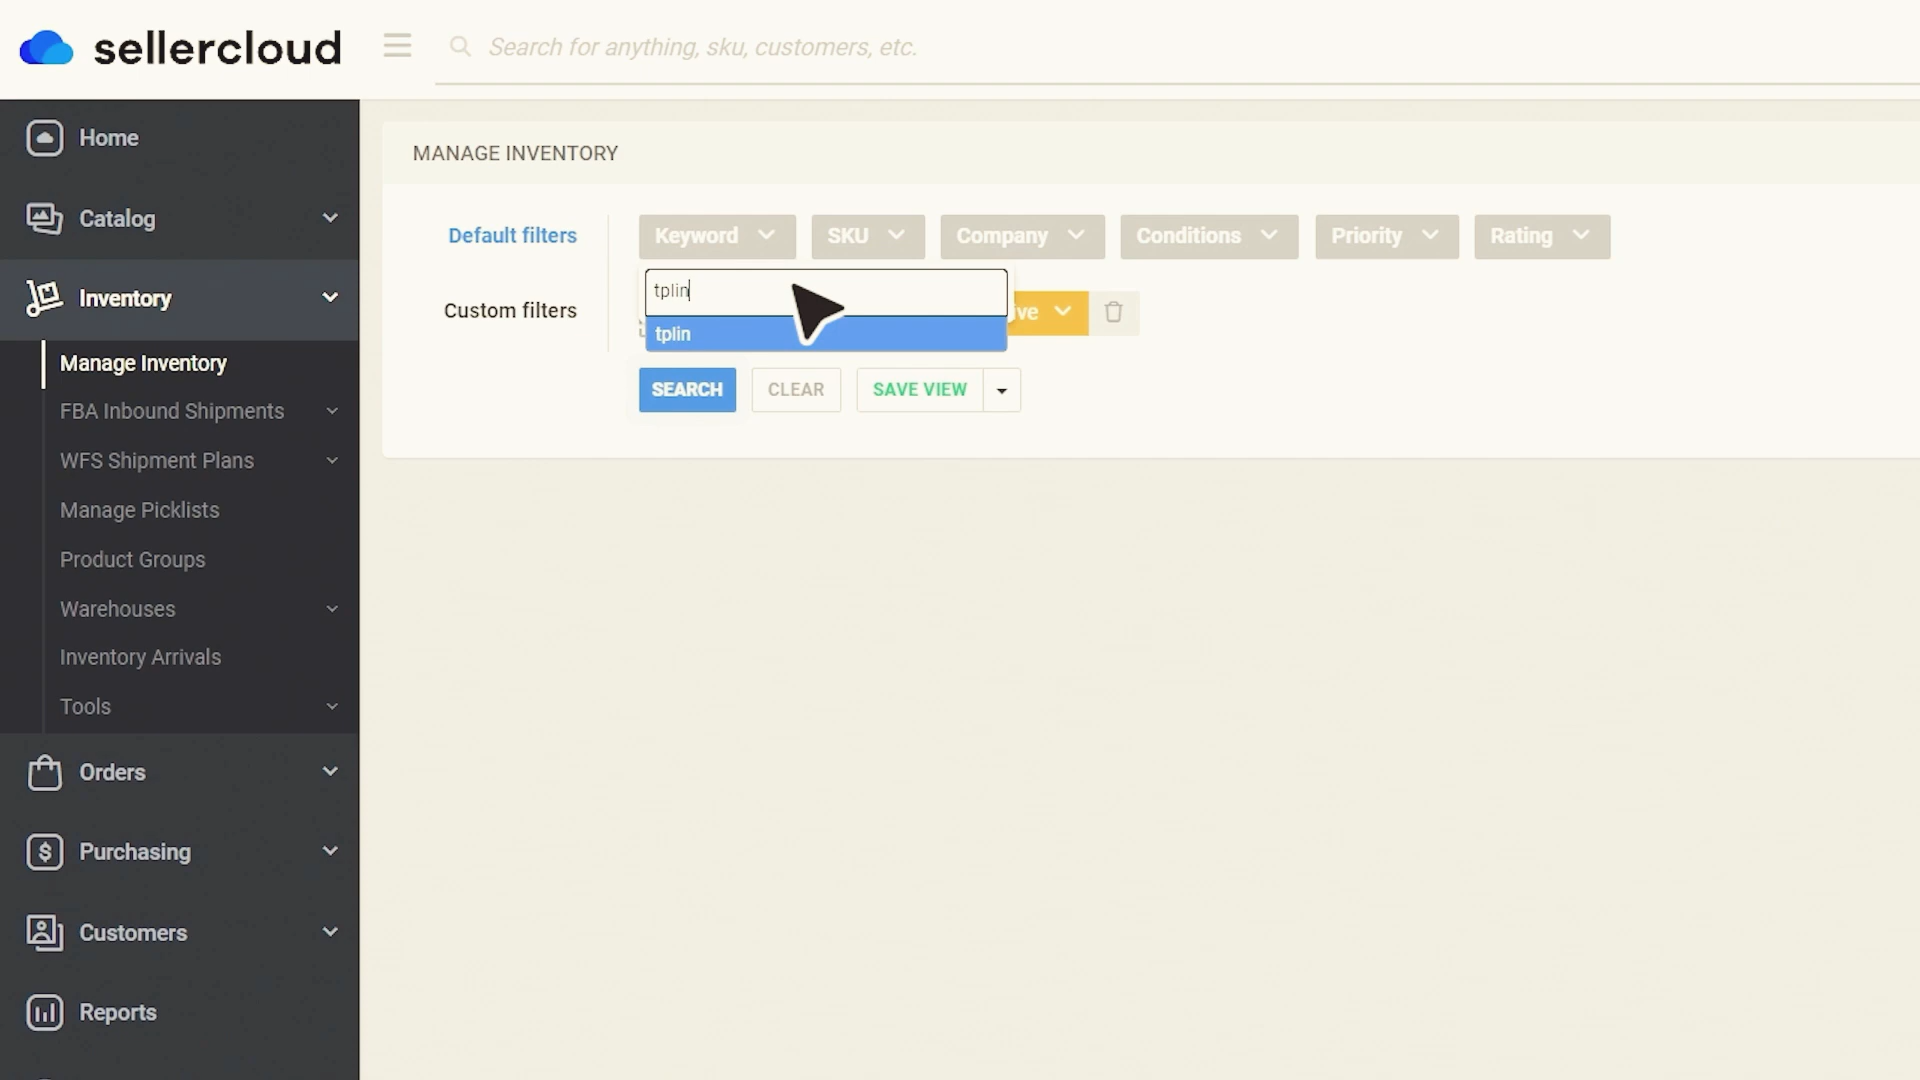 sellercloud
Search for anything, sku, customers, etc.
Home
Catalog
Inventory
Manage Inventory
FBA Inbound Shipments
WFS Shipment Plans
Manage Picklists
Product Groups
Warehouses
Inventory Arrivals
Tools
Orders
Purchasing
Customers
Reports
MANAGE INVENTORY
Default filters
Keyword
SKU
Company
Conditions
Priority
Rating
tplin
tplin
Custom filters
SEARCH
CLEAR
SAVE VIEW